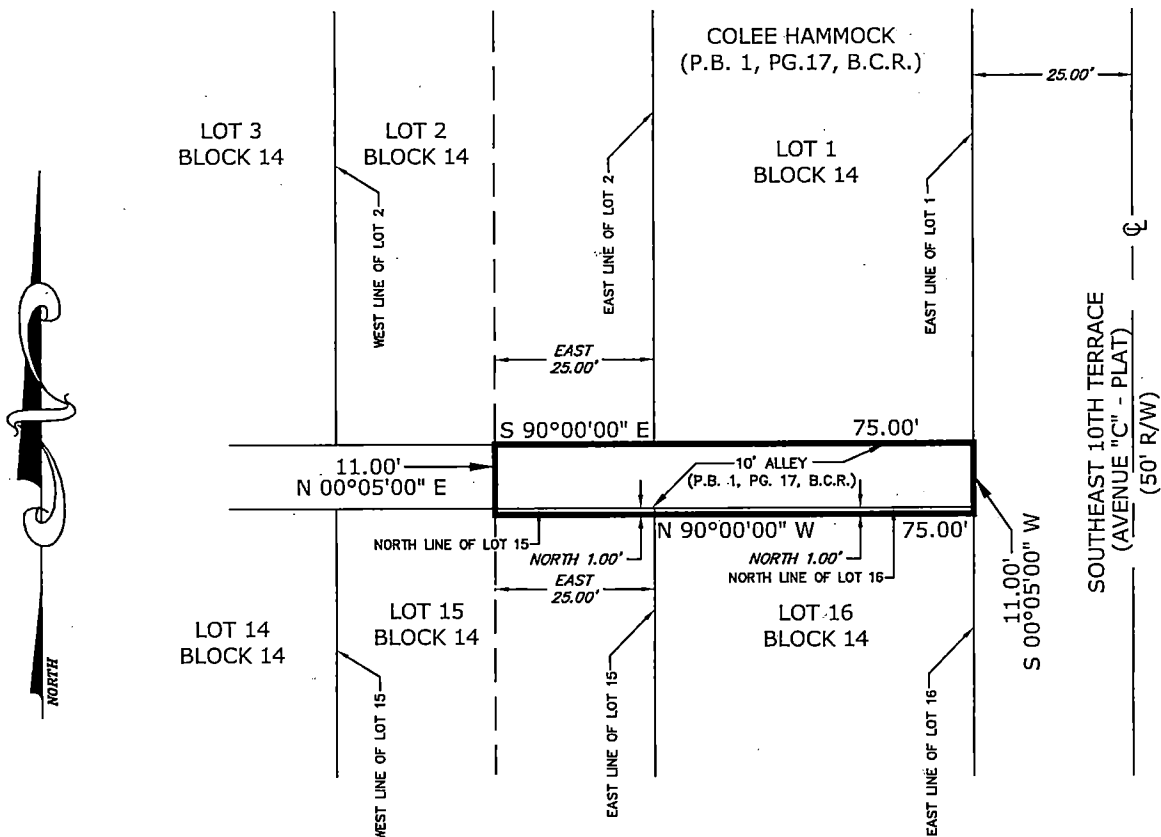 COLEE HAMMOCK
(P.B. 1, PG.17, B.C.R.)
25.00'
LOT 3
BLOCK 14
LOT 2
BLOCK 14
LOT 1
BLOCK 14
WEST LINE OF LOT 2
EAST LINE OF LOT 2
EAST LINE OF LOT 1
℄
SOUTHEAST 10TH TERRACE
(AVENUE "C" - PLAT)
(50' R/W)
EAST
25.00'
S 90°00'00" E
75.00'
11.00'
N 00°05'00" E
10' ALLEY
(P.B. 1, PG. 17, B.C.R.)
N 90°00'00" W
75.00'
NORTH LINE OF LOT 15
NORTH 1.00'
NORTH 1.00'
NORTH LINE OF LOT 16
11.00'
S 00°05'00" W
EAST
25.00'
LOT 14
BLOCK 14
LOT 15
BLOCK 14
LOT 16
BLOCK 14
WEST LINE OF LOT 15
EAST LINE OF LOT 15
EAST LINE OF LOT 16
NORTH